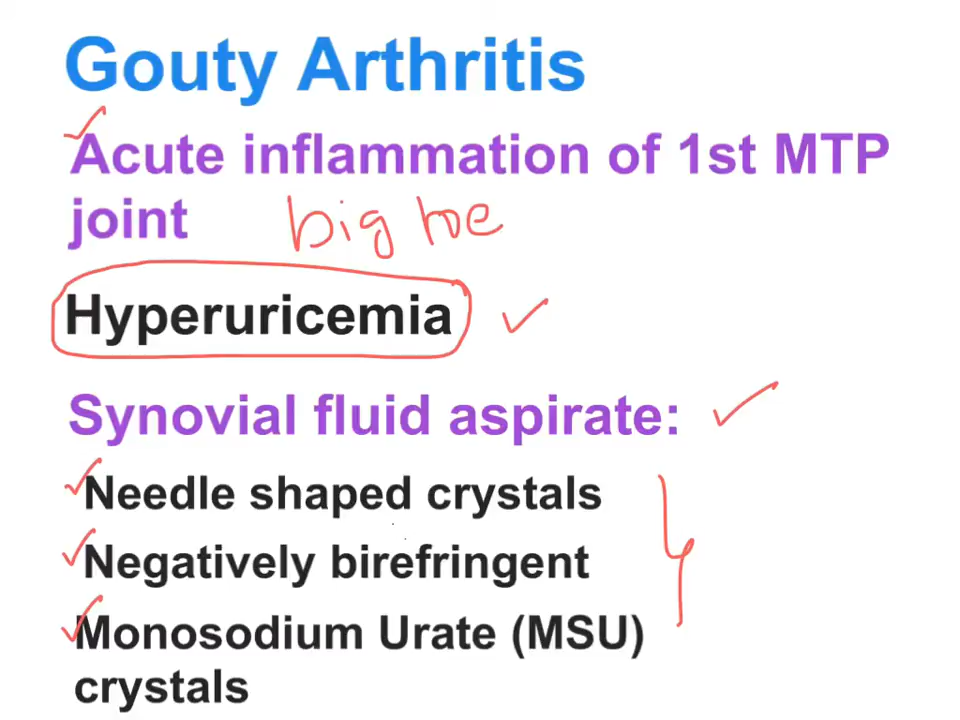 Gouty Arthritis
Acute inflammation of 1st MTP
joint big toe
Hyperuricemia
Synovial fluid aspirate:
Needle shaped crystals
Negatively birefringent
Monosodium Urate (MSU)
crystals